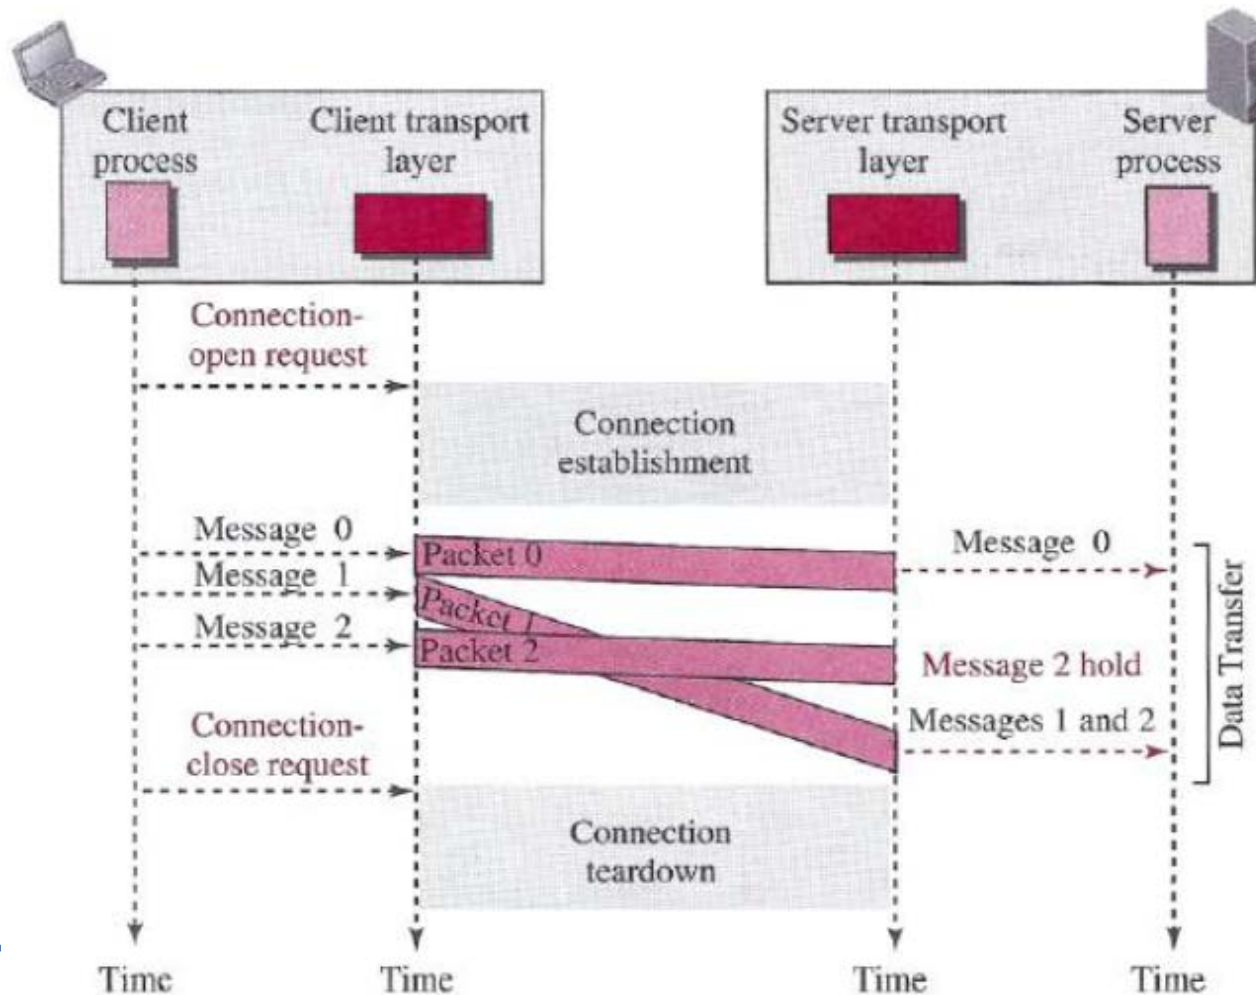 Client
process
Client transport
layer
Server transport
layer
Server
process
Connection-
open request
Connection
establishment
Message 0
Packet 0
Message 0
Message 1
Packet 1
Message 2
Packet 2
Message 2 hold
Messages 1 and 2
Data Transfer
Connection-
close request
Connection
teardown
Time
Time
Time
Time